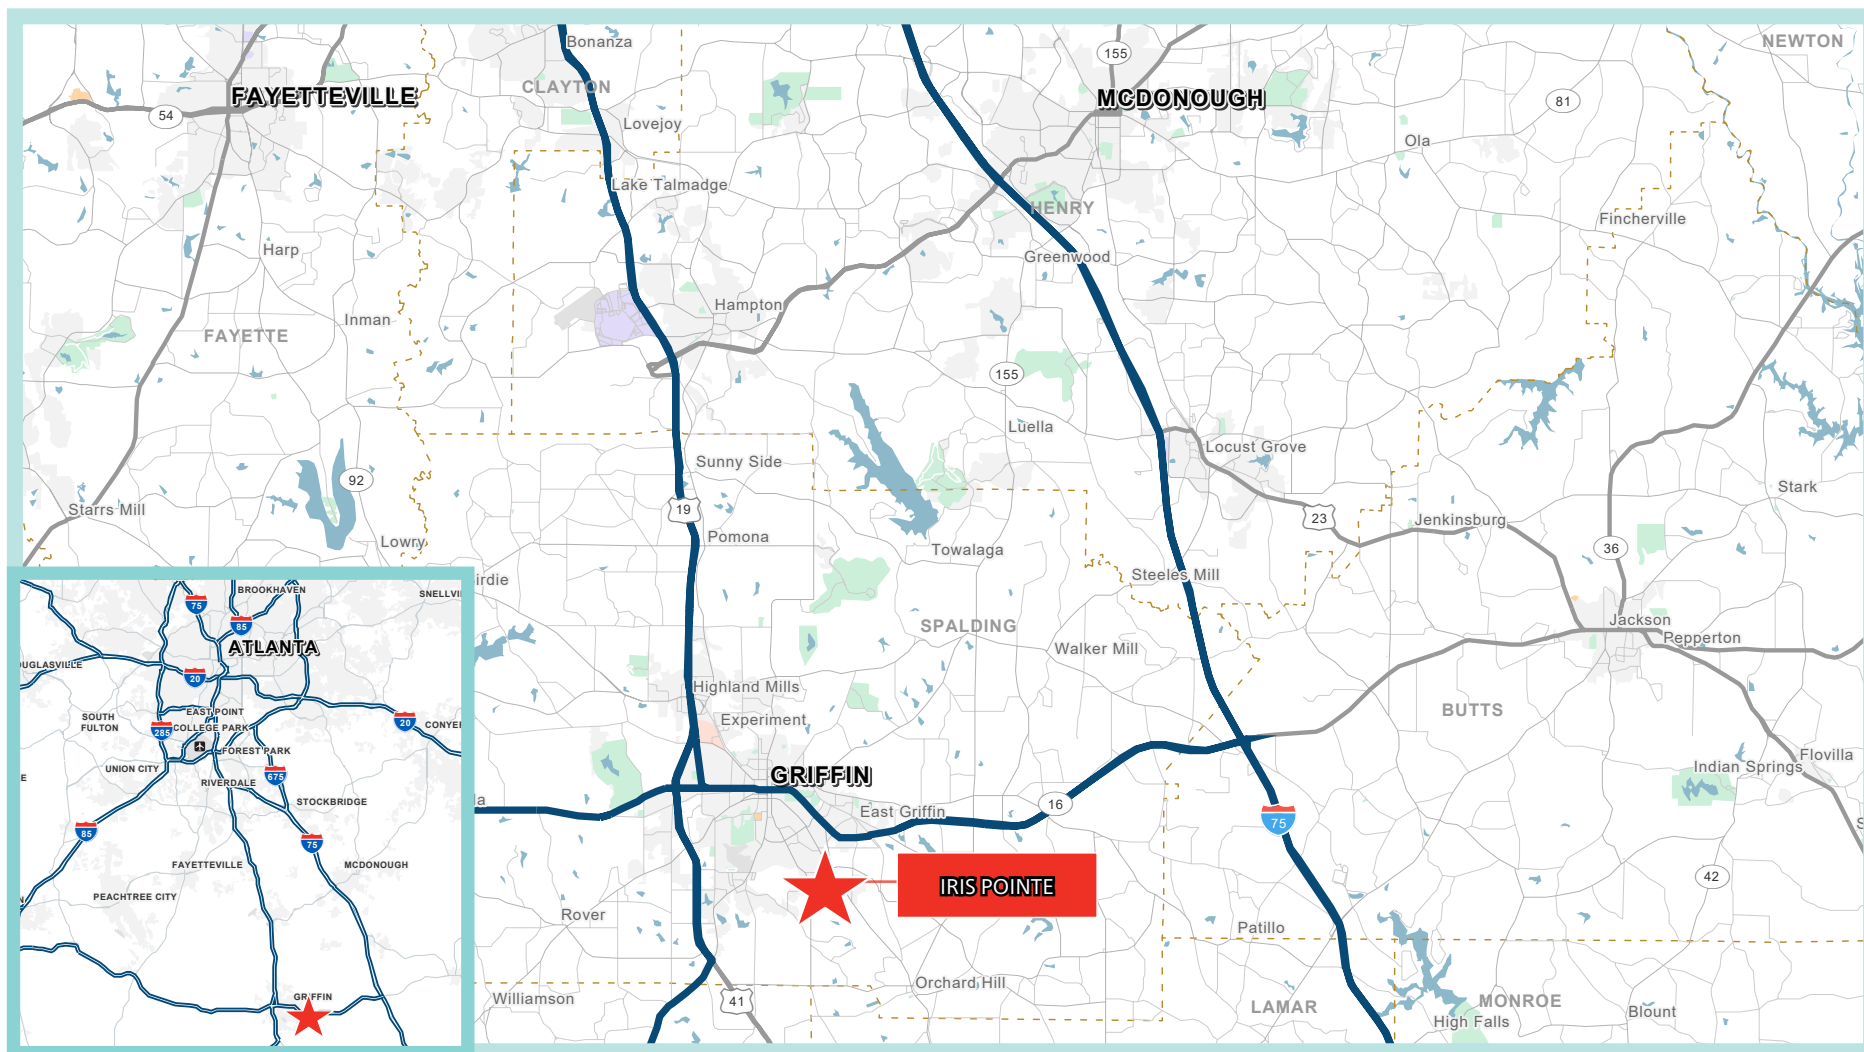 Bonanza
155
NEWTON
CLAYTON
FAYETTEVILLE
MCDONOUGH
81
54
Lovejoy
Ola
Lake Talmadge
HENRY
Fincherville
Harp
Greenwood
Hampton
Inman
FAYETTE
155
Luella
Locust Grove
Sunny Side
92
Stark
Starrs Mill
19
23
Jenkinsburg
Pomona
Lowry
Towaliga
36
irdie
Steeles Mill
Jackson
SPALDING
Pepperton
Walker Mill
Highland Mills
BUTTS
Experiment
Flovilla
Indian Springs
GRIFFIN
la
16
East Griffin
75
IRIS POINTE
42
Rover
Patillo
Orchard Hill
Williamson
41
LAMAR
MONROE
High Falls
Blount
BROOKHAVEN
SNELLVI
75
85
ATLANTA
OUGLASVILLE
20
EAST POINT
SOUTH
FULTON
COLLEGE PARK
20
CONYE
285
FOREST PARK
UNION CITY
675
RIVERDALE
STOCKBRIDGE
85
75
FAYETTEVILLE
MCDONOUGH
PEACHTREE CITY
GRIFFIN